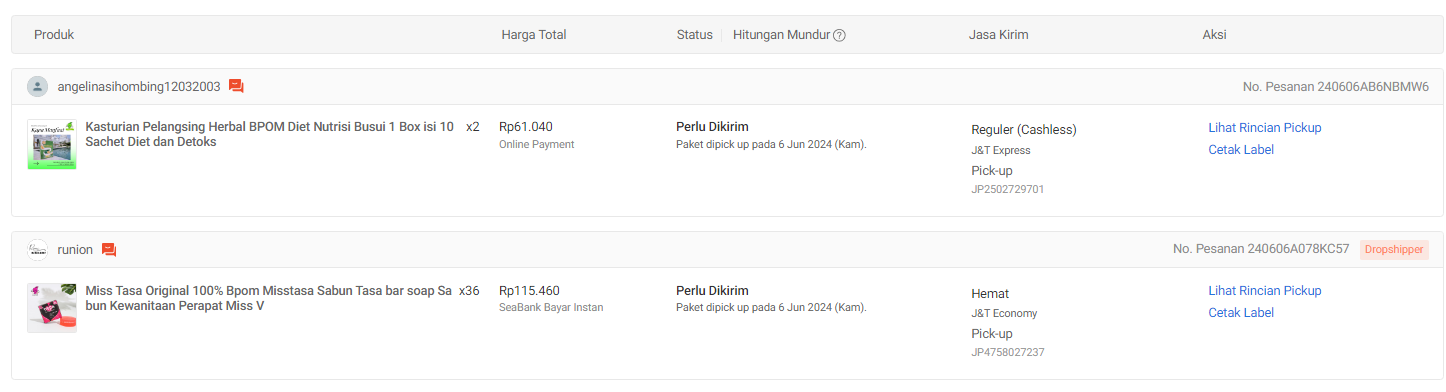 Produk Harga Total Status Hitungan Mundur Jasa Kirim Aksi
angelinasihombing12032003 No. Pesanan 240606AB6NBMW6
Kasturian Pelangsing Herbal BPOM Diet Nutrisi Busui 1 Box isi 10 x2
Sachet Diet dan Detoks
Rp61.040
Online Payment
Perlu Dikirim
Paket dipick up pada 6 Jun 2024 (Kam).
Reguler (Cashless)
J&T Express
Pick-up
JP2502729701
Lihat Rincian Pickup
Cetak Label
runion No. Pesanan 240606A078KC57 Dropshipper
Miss Tasa Original 100% Bpom Misstasa Sabun Tasa bar soap Sa x36
bun Kewanitaan Perapat Miss V
Rp115.460
SeaBank Bayar Instan
Perlu Dikirim
Paket dipick up pada 6 Jun 2024 (Kam).
Hemat
J&T Economy
Pick-up
JP4758027237
Lihat Rincian Pickup
Cetak Label